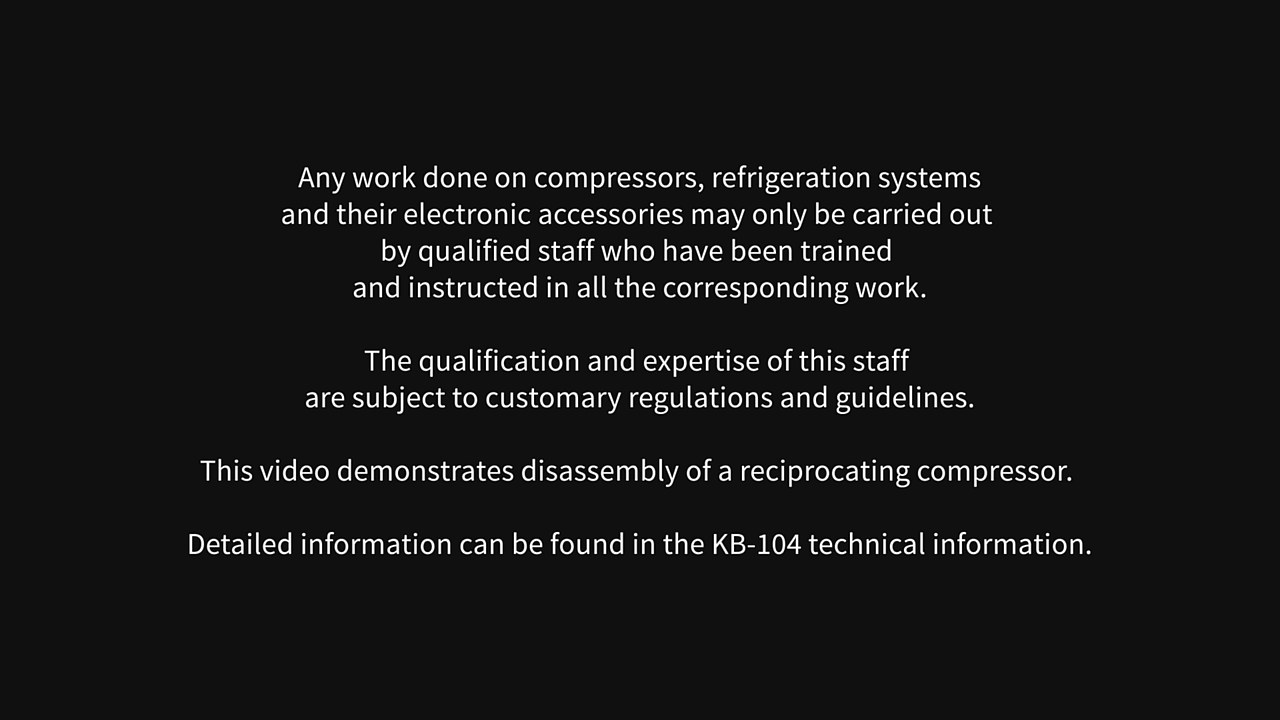 Any work done on compressors, refrigeration systems
and their electronic accessories may only be carried out
by qualified staff who have been trained
and instructed in all the corresponding work.
The qualification and expertise of this staff
are subject to customary regulations and guidelines.
This video demonstrates disassembly of a reciprocating compressor.
Detailed information can be found in the KB-104 technical information.